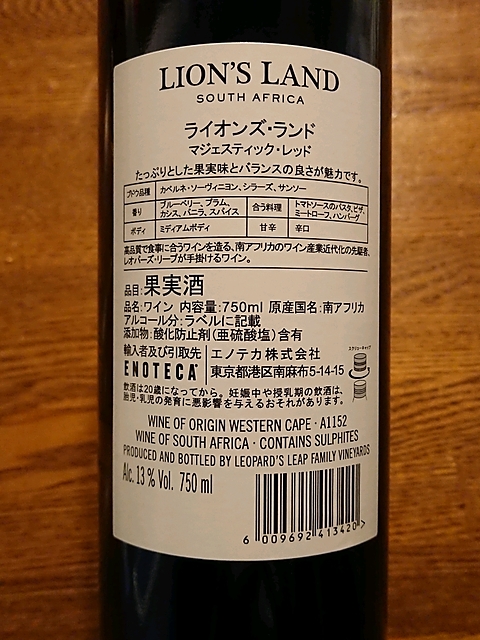 LION'S LAND
SOUTH AFRICA
ライオンズ・ランド
マジェスティック・レッド
たっぷりとした果実味とバランスの良さが魅力です。
ブドウ品種 カベルネ・ソーヴィニヨン、シラーズ、サンソー
香り ブルーベリー、プラム、カシス、バニラ、スパイス 合う料理 トマトソースのパスタ、ピザ、ミートローフ、ハンバーグ
ボディ ミディアムボディ 甘辛 辛口
高品質で食事に合うワインを造る、南アフリカのワイン産業近代化の先駆者、
レオパーズ・リープが手掛けるワイン。
品目:果実酒
品名:ワイン 内容量:750ml 原産国名:南アフリカ
アルコール分:ラベルに記載
添加物:酸化防止剤(亜硫酸塩)含有
輸入者及び引取先 エノテカ株式会社
ENOTECA 東京都港区南麻布5-14-15
スクリューキャップ
飲酒は20歳になってから。妊娠中や授乳期の飲酒は、
胎児・乳児の発育に悪影響を与えるおそれがあります。
WINE OF ORIGIN WESTERN CAPE · A1152
WINE OF SOUTH AFRICA · CONTAINS SULPHITES
PRODUCED AND BOTTLED BY LEOPARD'S LEAP FAMILY VINEYARDS
Alc. 13 % Vol. 750 ml
6 009692 413420 >